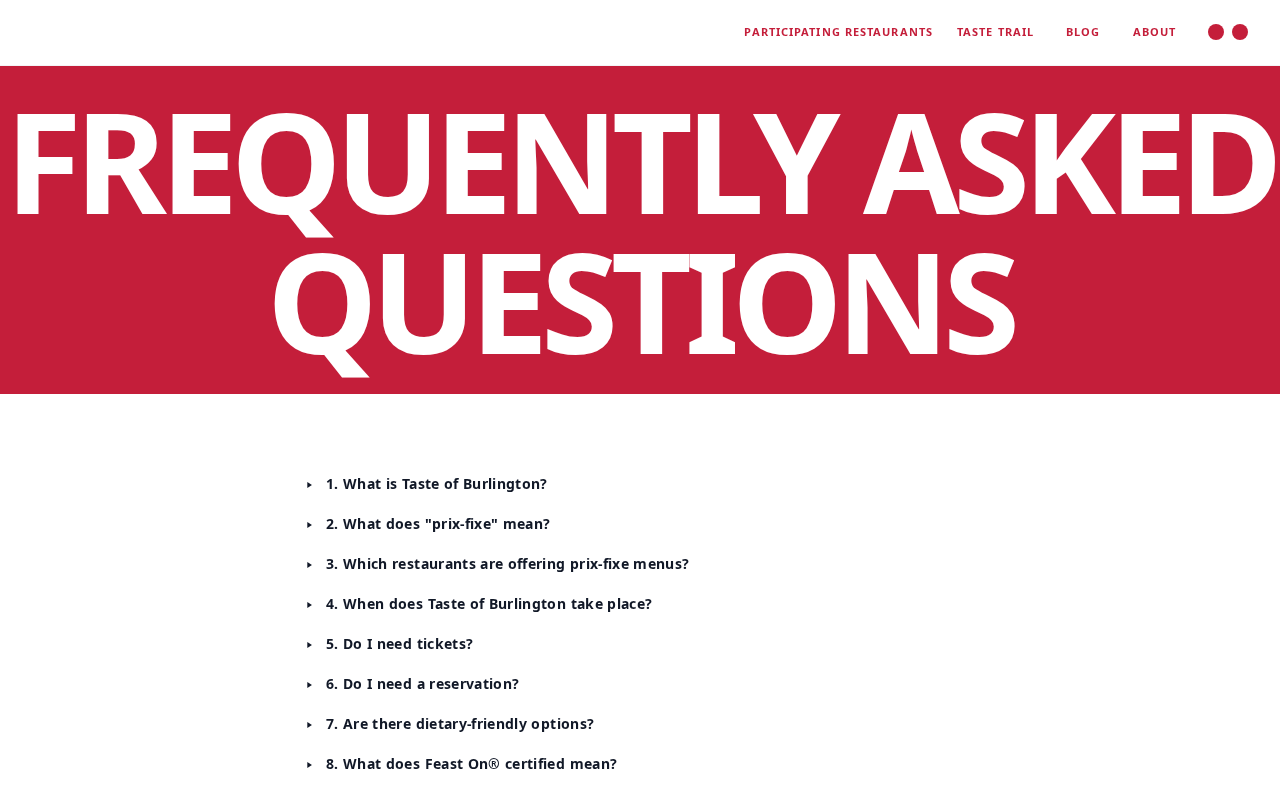 PARTICIPATING RESTAURANTS TASTE TRAIL BLOG ABOUT
FREQUENTLY ASKED
QUESTIONS
1. What is Taste of Burlington?
2. What does "prix-fixe" mean?
3. Which restaurants are offering prix-fixe menus?
4. When does Taste of Burlington take place?
5. Do I need tickets?
6. Do I need a reservation?
7. Are there dietary-friendly options?
8. What does Feast On® certified mean?